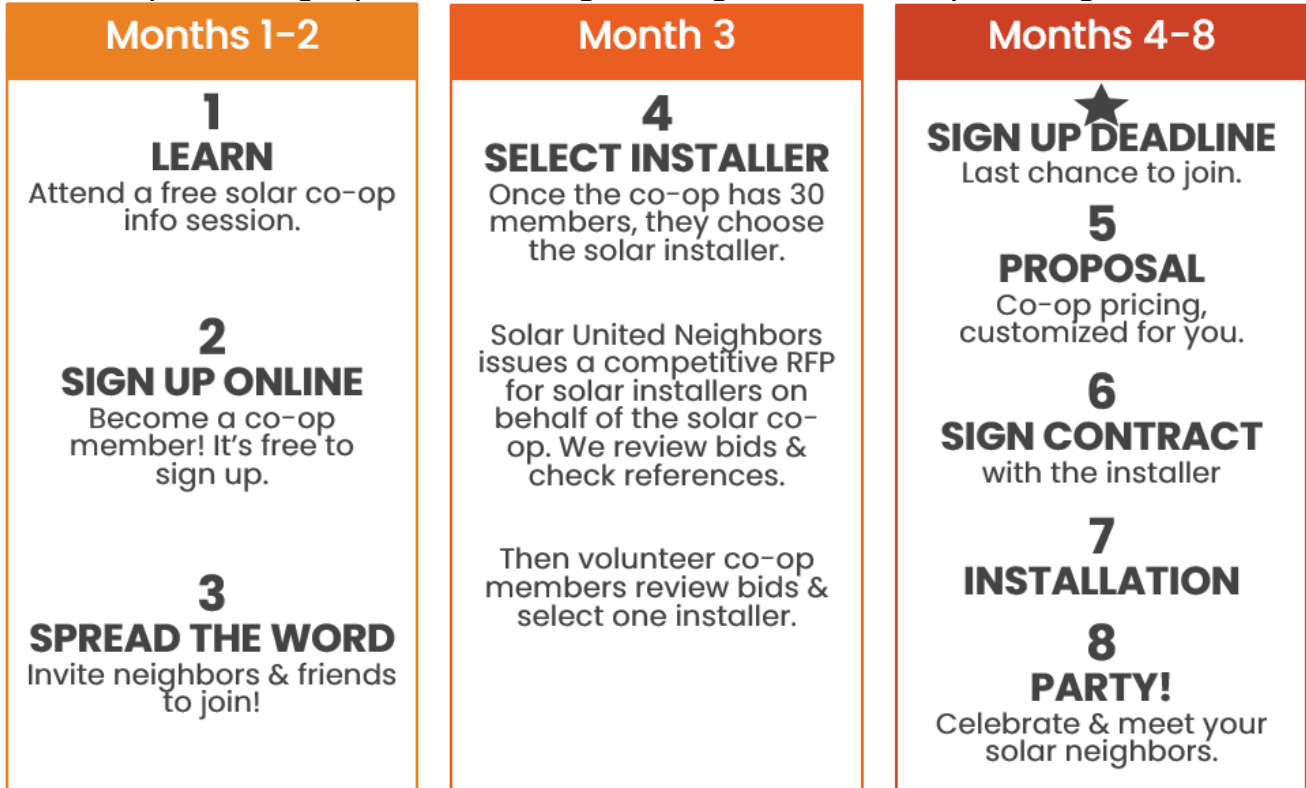 Months 1-2
1
LEARN
Attend a free solar co-op
info session.
2
SIGN UP ONLINE
Become a co-op
member! It's free to
sign up.
3
SPREAD THE WORD
Invite neighbors & friends
to join!
Month 3
4
SELECT INSTALLER
Once the co-op has 30
members, they choose
the solar installer.
Solar United Neighbors
issues a competitive RFP
for solar installers on
behalf of the solar co-
op. We review bids &
check references.
Then volunteer co-op
members review bids &
select one installer.
Months 4-8
SIGN UP DEADLINE
Last chance to join.
5
PROPOSAL
Co-op pricing,
customized for you.
6
SIGN CONTRACT
with the installer
7
INSTALLATION
8
PARTY!
Celebrate & meet your
solar neighbors.